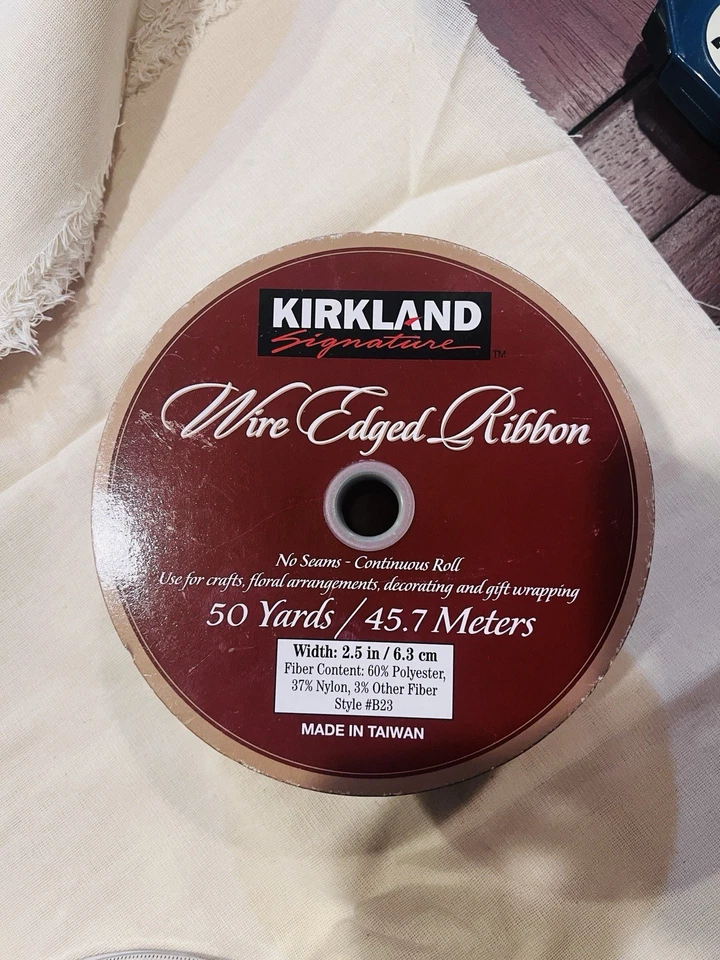 KIRKLAND
Signature TM
Wire Edged Ribbon
No Seams - Continuous Roll
Use for crafts, floral arrangements, decorating and gift wrapping
50 Yards / 45.7 Meters
Width: 2.5 in / 6.3 cm
Fiber Content: 60% Polyester,
37% Nylon, 3% Other Fiber
Style #B23
MADE IN TAIWAN